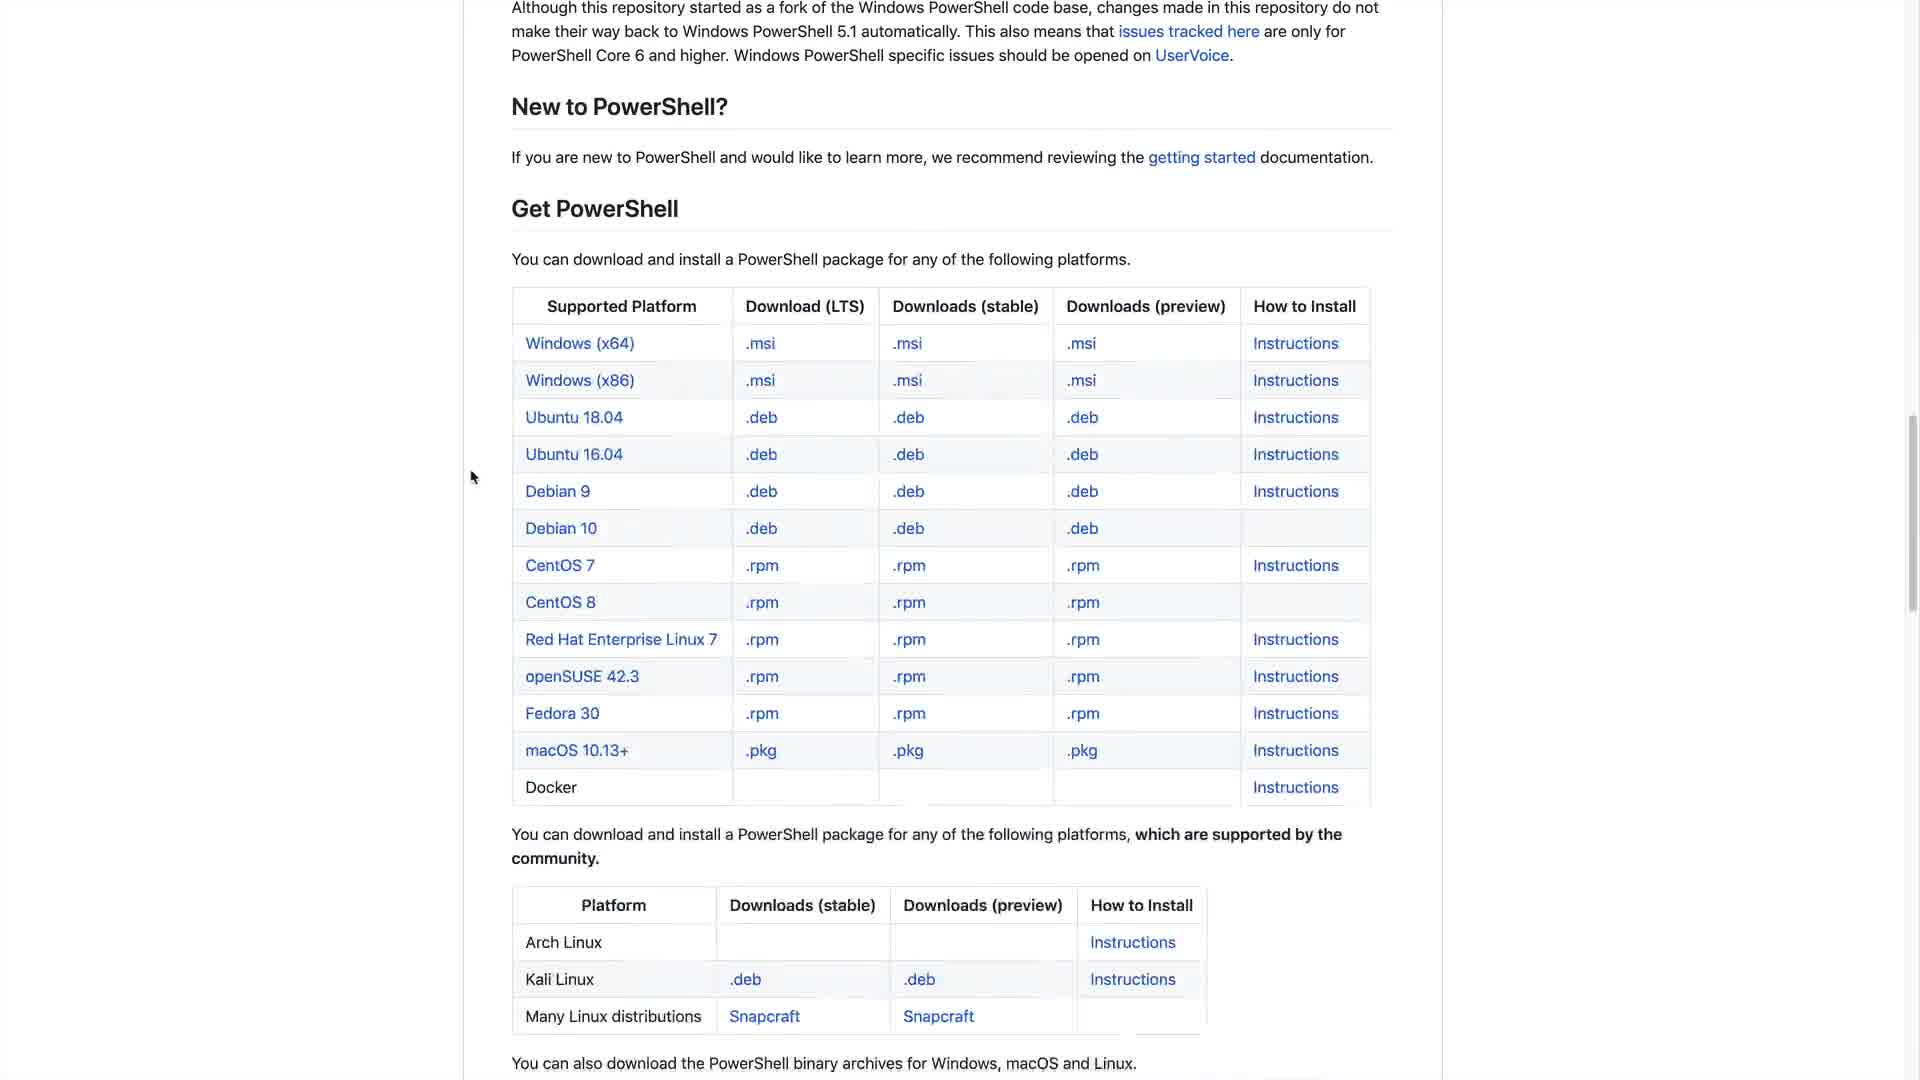 Although this repository started as a fork of the Windows PowerShell code base, changes made in this repository do not
make their way back to Windows PowerShell 5.1 automatically. This also means that issues tracked here are only for
PowerShell Core 6 and higher. Windows PowerShell specific issues should be opened on UserVoice.
New to PowerShell?
If you are new to PowerShell and would like to learn more, we recommend reviewing the getting started documentation.
Get PowerShell
You can download and install a PowerShell package for any of the following platforms.
Supported Platform Download (LTS) Downloads (stable) Downloads (preview) How to Install
Windows (x64) .msi .msi .msi Instructions
Windows (x86) .msi .msi .msi Instructions
Ubuntu 18.04 .deb .deb .deb Instructions
Ubuntu 16.04 .deb .deb .deb Instructions
Debian 9 .deb .deb .deb Instructions
Debian 10 .deb .deb .deb
CentOS 7 .rpm .rpm .rpm Instructions
CentOS 8 .rpm .rpm .rpm
Red Hat Enterprise Linux 7 .rpm .rpm .rpm Instructions
openSUSE 42.3 .rpm .rpm .rpm Instructions
Fedora 30 .rpm .rpm .rpm Instructions
macOS 10.13+ .pkg .pkg .pkg Instructions
Docker Instructions
You can download and install a PowerShell package for any of the following platforms, which are supported by the
community.
Platform Downloads (stable) Downloads (preview) How to Install
Arch Linux Instructions
Kali Linux .deb .deb Instructions
Many Linux distributions Snapcraft Snapcraft
You can also download the PowerShell binary archives for Windows, macOS and Linux.